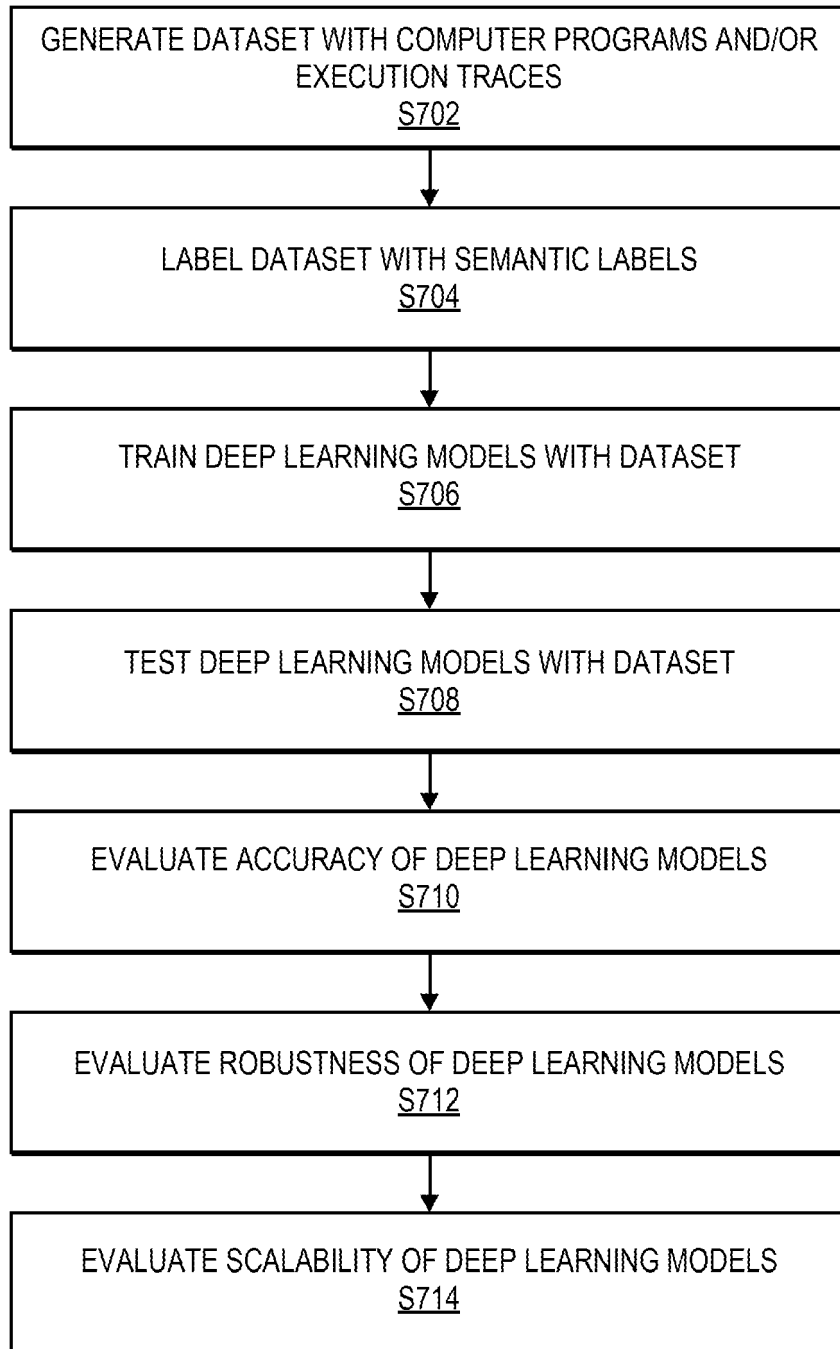 GENERATE DATASET WITH COMPUTER PROGRAMS AND/OR
EXECUTION TRACES
S702
LABEL DATASET WITH SEMANTIC LABELS
S704
TRAIN DEEP LEARNING MODELS WITH DATASET
S706
TEST DEEP LEARNING MODELS WITH DATASET
S708
EVALUATE ACCURACY OF DEEP LEARNING MODELS
S710
EVALUATE ROBUSTNESS OF DEEP LEARNING MODELS
S712
EVALUATE SCALABILITY OF DEEP LEARNING MODELS
S714